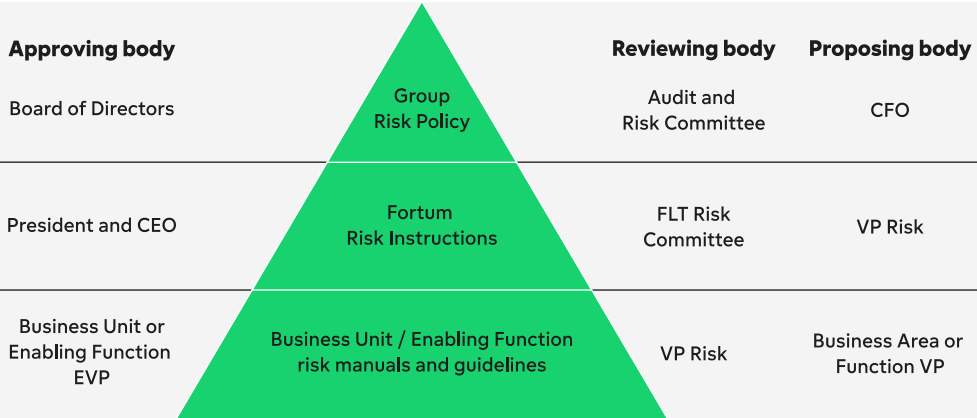 Approving body
Reviewing body
Proposing body
Board of Directors
Group
Risk Policy
Audit and
Risk Committee
CFO
President and CEO
Fortum
Risk Instructions
FLT Risk
Committee
VP Risk
Business Unit or
Enabling Function
EVP
Business Unit / Enabling Function
risk manuals and guidelines
VP Risk
Business Area or
Function VP